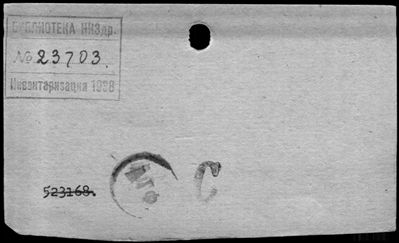 БИБЛИОТЕКА НКЗдр.
№ 23703.
Инвентаризация 1938
523168.
С